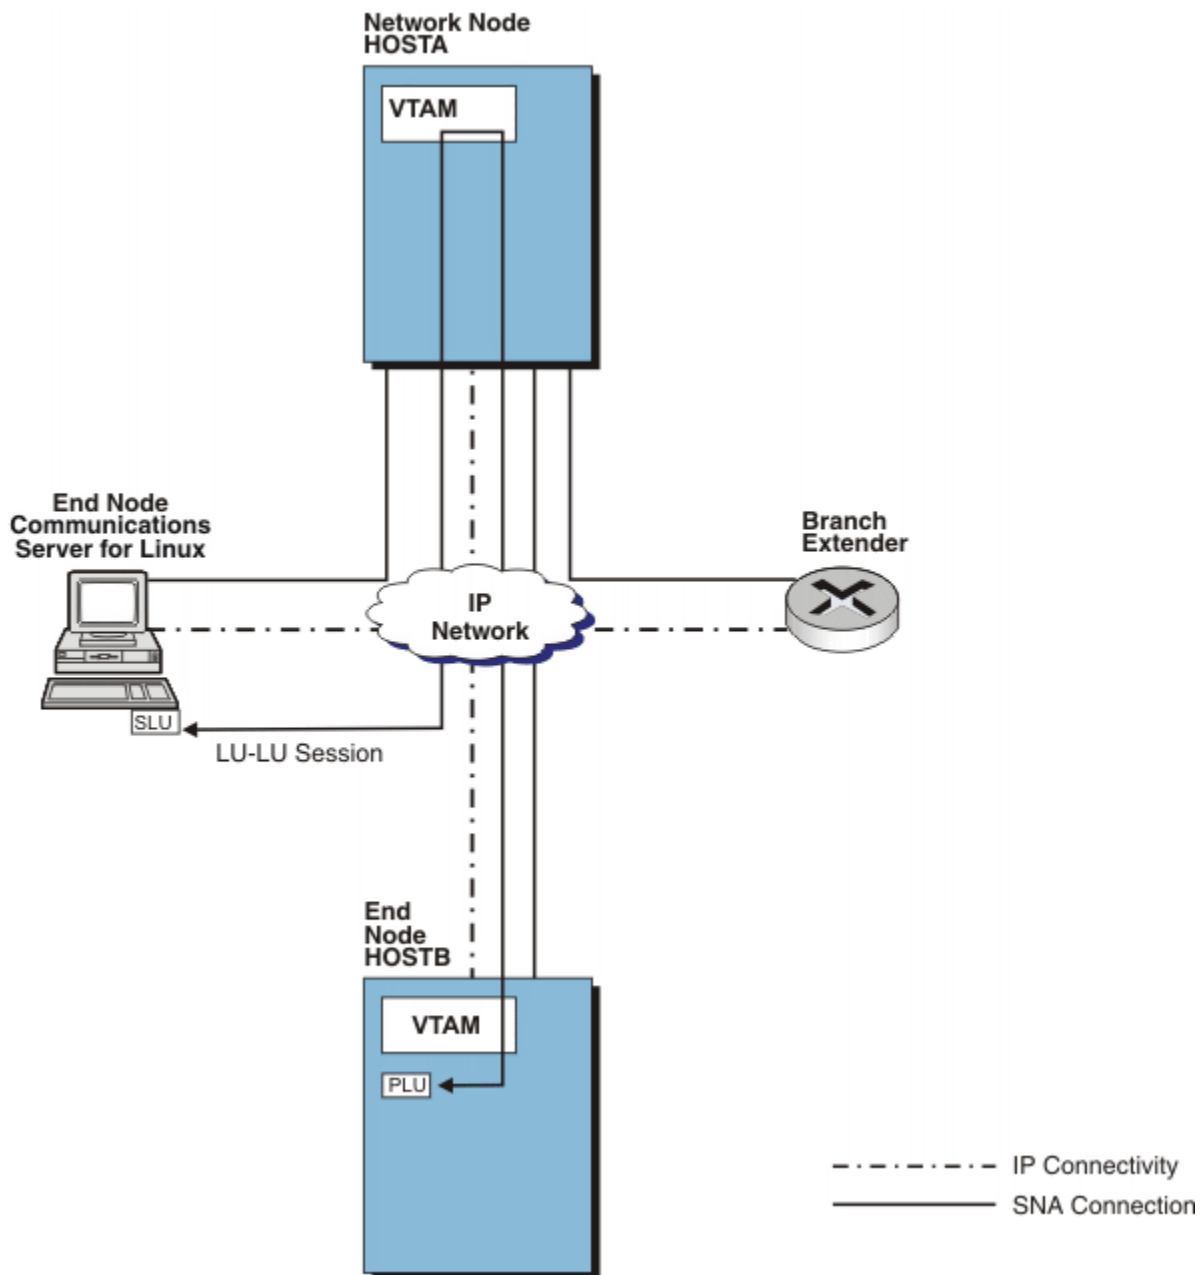 Network Node
HOSTA
VTAM
End Node
Communications
Server for Linux
Branch
Extender
IP
Network
SLU
LU-LU Session
End
Node
HOSTB
VTAM
PLU
IP Connectivity
SNA Connection